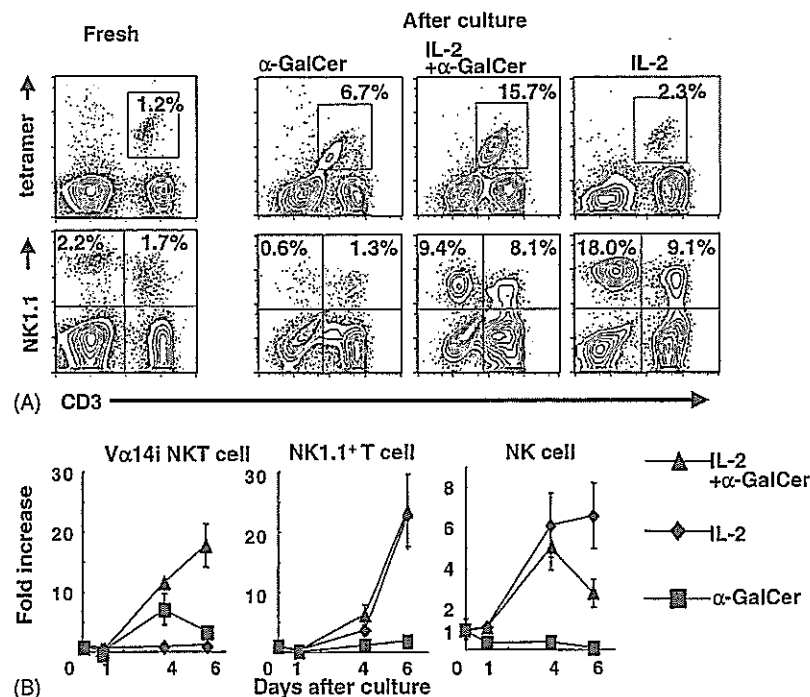 Fresh
After culture
α-GalCer
IL-2
+α-GalCer
IL-2
tetramer
1.2%
6.7%
15.7%
2.3%
NK1.1
2.2% 1.7%
0.6% 1.3%
9.4% 8.1%
18.0% 9.1%
(A) CD3
Vα14i NKT cell
NK1.1+ T cell
NK cell
Fold increase
30
20
10
0 1 4 6
30
20
10
0 1 4 6
8
6
4
2
1
0 1 4 6
Days after culture
IL-2
+α-GalCer
IL-2
α-GalCer
(B)